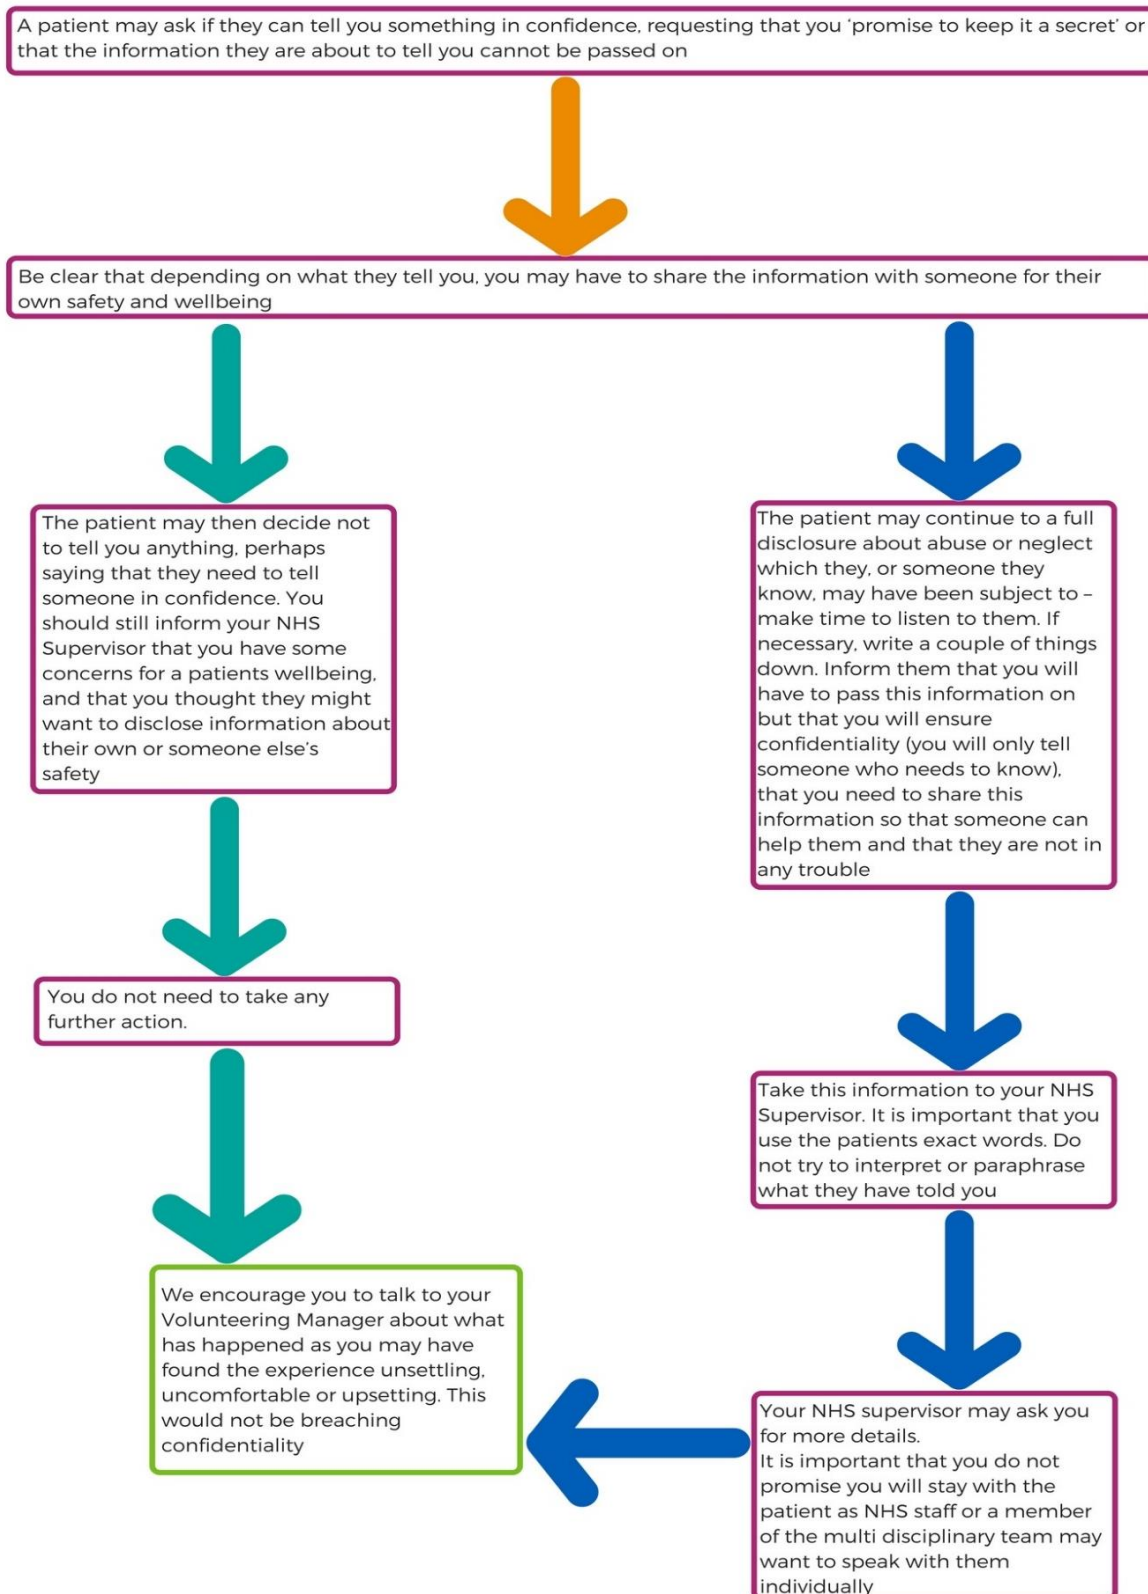 A patient may ask if they can tell you something in confidence, requesting that you ‘promise to keep it a secret’ or
that the information they are about to tell you cannot be passed on
Be clear that depending on what they tell you, you may have to share the information with someone for their
own safety and wellbeing
The patient may then decide not
to tell you anything, perhaps
saying that they need to tell
someone in confidence. You
should still inform your NHS
Supervisor that you have some
concerns for a patients wellbeing,
and that you thought they might
want to disclose information about
their own or someone else’s
safety
You do not need to take any
further action.
The patient may continue to a full
disclosure about abuse or neglect
which they, or someone they
know, may have been subject to –
make time to listen to them. If
necessary, write a couple of things
down. Inform them that you will
have to pass this information on
but that you will ensure
confidentiality (you will only tell
someone who needs to know),
that you need to share this
information so that someone can
help them and that they are not in
any trouble
Take this information to your NHS
Supervisor. It is important that you
use the patients exact words. Do
not try to interpret or paraphrase
what they have told you
Your NHS supervisor may ask you
for more details.
It is important that you do not
promise you will stay with the
patient as NHS staff or a member
of the multi disciplinary team may
want to speak with them
individually
We encourage you to talk to your
Volunteering Manager about what
has happened as you may have
found the experience unsettling,
uncomfortable or upsetting. This
would not be breaching
confidentiality